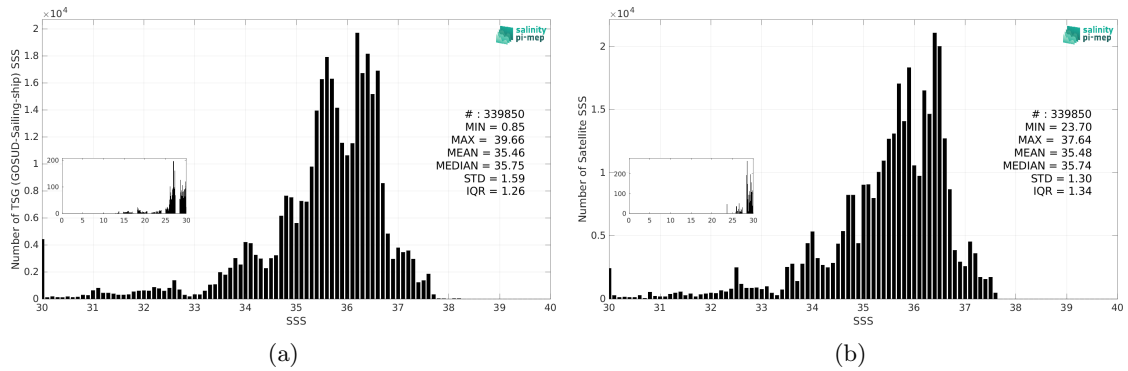 ×10⁴
2
1.8
1.6
1.4
1.2
1
0.8
0.6
0.4
0.2
0
Number of TSG (GOSUD-Sailing-ship) SSS
salinity
pi-mep
# : 339850
MIN = 0.85
MAX = 39.66
MEAN = 35.46
MEDIAN = 35.75
STD = 1.59
IQR = 1.26
200
100
0
0 5 10 15 20 25 30
30 31 32 33 34 35 36 37 38 39 40
SSS
(a)
×10⁴
2
1.5
1
0.5
0
Number of Satellite SSS
salinity
pi-mep
# : 339850
MIN = 23.70
MAX = 37.64
MEAN = 35.48
MEDIAN = 35.74
STD = 1.30
IQR = 1.34
200
100
0
0 5 10 15 20 25 30
30 31 32 33 34 35 36 37 38 39 40
SSS
(b)